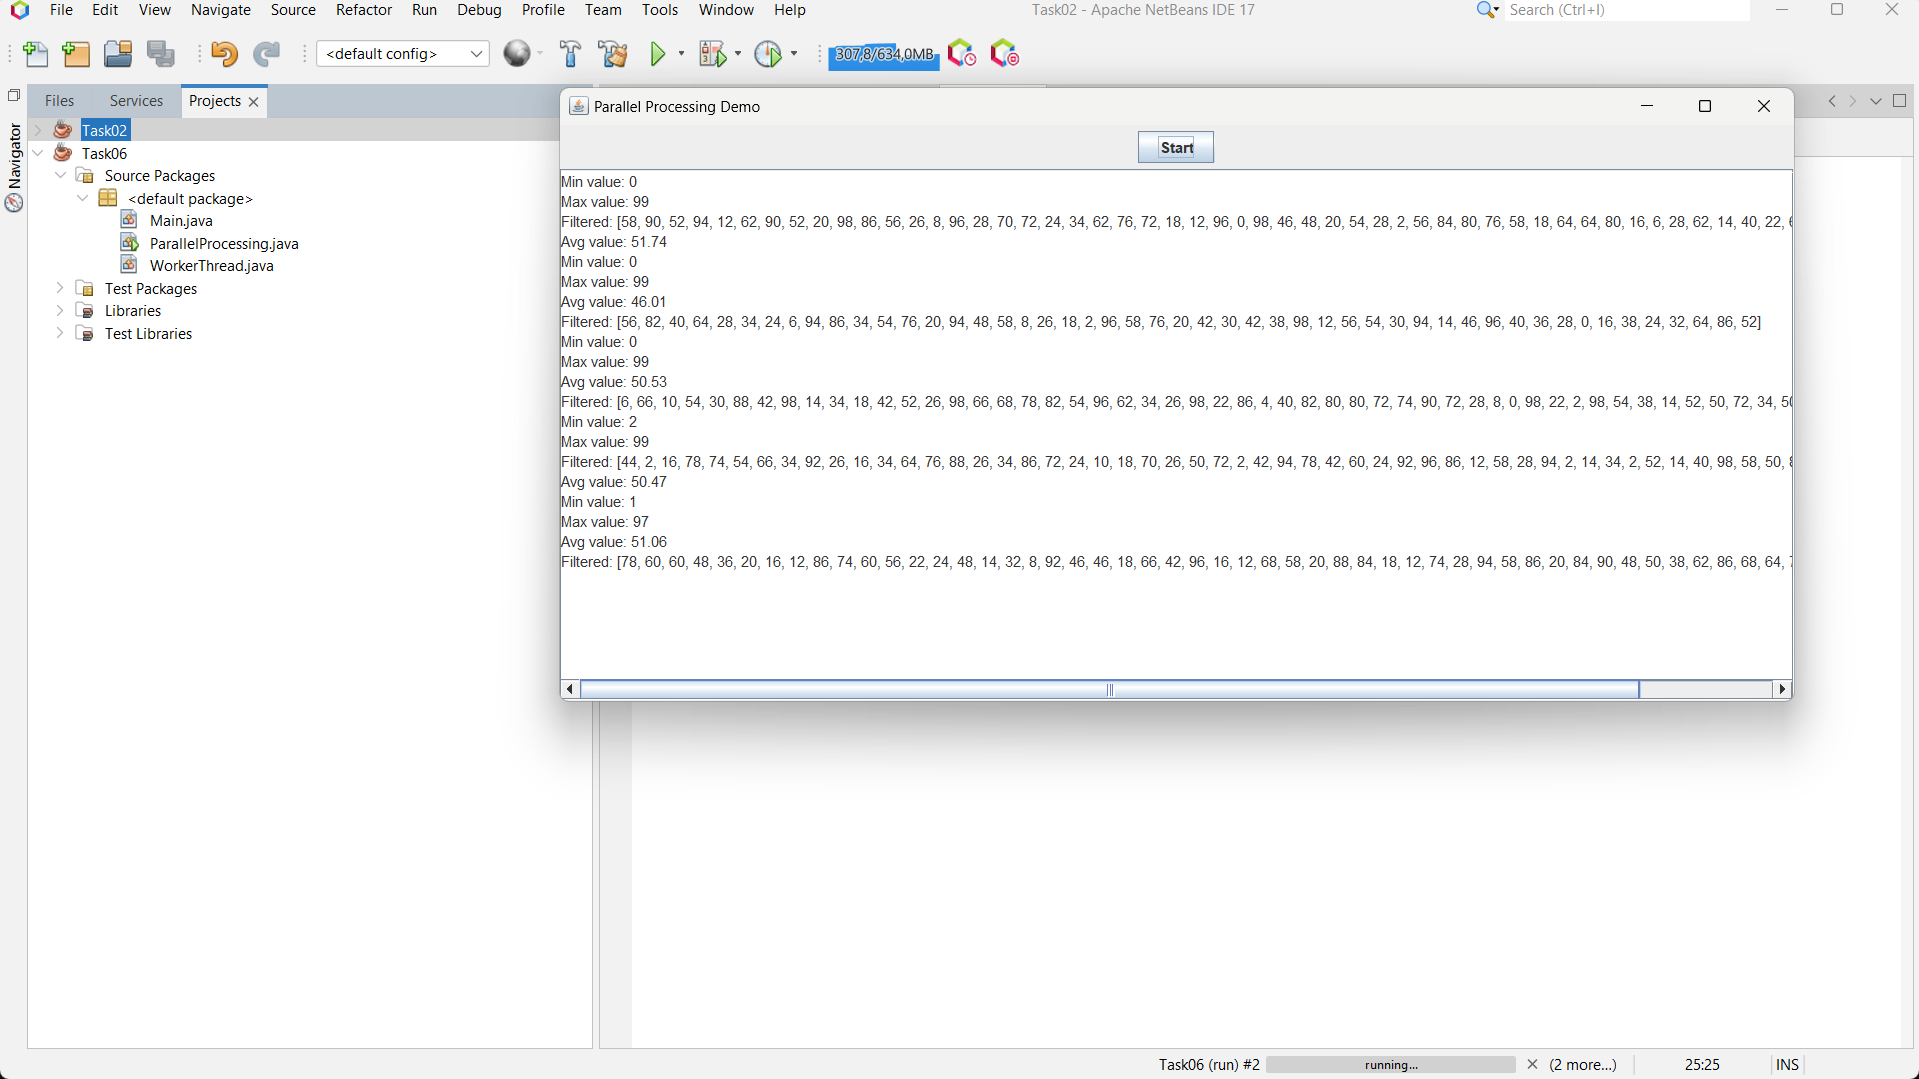 File Edit View Navigate Source Refactor Run Debug Profile Team Tools Window Help
Task02 - Apache NetBeans IDE 17
Search (Ctrl+I)
<default config>
307,8/634,0MB
Files Services Projects
Navigator
Task02
Task06
Source Packages
<default package>
Main.java
ParallelProcessing.java
WorkerThread.java
Test Packages
Libraries
Test Libraries
Parallel Processing Demo
Start
Min value: 0
Max value: 99
Filtered: [58, 90, 52, 94, 12, 62, 90, 52, 20, 98, 86, 56, 26, 8, 96, 28, 70, 72, 24, 34, 62, 76, 72, 18, 12, 96, 0, 98, 46, 48, 20, 54, 28, 2, 56, 84, 80, 76, 58, 18, 64, 64, 80, 16, 6, 28, 62, 14, 40, 22,
Avg value: 51.74
Min value: 0
Max value: 99
Avg value: 46.01
Filtered: [56, 82, 40, 64, 28, 34, 24, 6, 94, 86, 34, 54, 76, 20, 94, 48, 58, 8, 26, 18, 2, 96, 58, 76, 20, 42, 30, 42, 38, 98, 12, 56, 54, 30, 94, 14, 46, 96, 40, 36, 28, 0, 16, 38, 24, 32, 64, 86, 52]
Min value: 0
Max value: 99
Avg value: 50.53
Filtered: [6, 66, 10, 54, 30, 88, 42, 98, 14, 34, 18, 42, 52, 26, 98, 66, 68, 78, 82, 54, 96, 62, 34, 26, 98, 22, 86, 4, 40, 82, 80, 80, 72, 74, 90, 72, 28, 8, 0, 98, 22, 2, 98, 54, 38, 14, 52, 50, 72, 34,
Min value: 2
Max value: 99
Filtered: [44, 2, 16, 78, 74, 54, 66, 34, 92, 26, 16, 34, 64, 76, 88, 26, 34, 86, 72, 24, 10, 18, 70, 26, 50, 72, 2, 42, 94, 78, 42, 60, 24, 92, 96, 86, 12, 58, 28, 94, 2, 14, 34, 2, 52, 14, 40, 98, 58, 50,
Avg value: 50.47
Min value: 1
Max value: 97
Avg value: 51.06
Filtered: [78, 60, 60, 48, 36, 20, 16, 12, 86, 74, 60, 56, 22, 24, 48, 14, 32, 8, 92, 46, 46, 18, 66, 42, 96, 16, 12, 68, 58, 20, 88, 84, 18, 12, 74, 28, 94, 58, 86, 20, 84, 90, 48, 50, 38, 62, 86, 68, 64,
Task06 (run) #2
running...
(2 more...)
25:25
INS